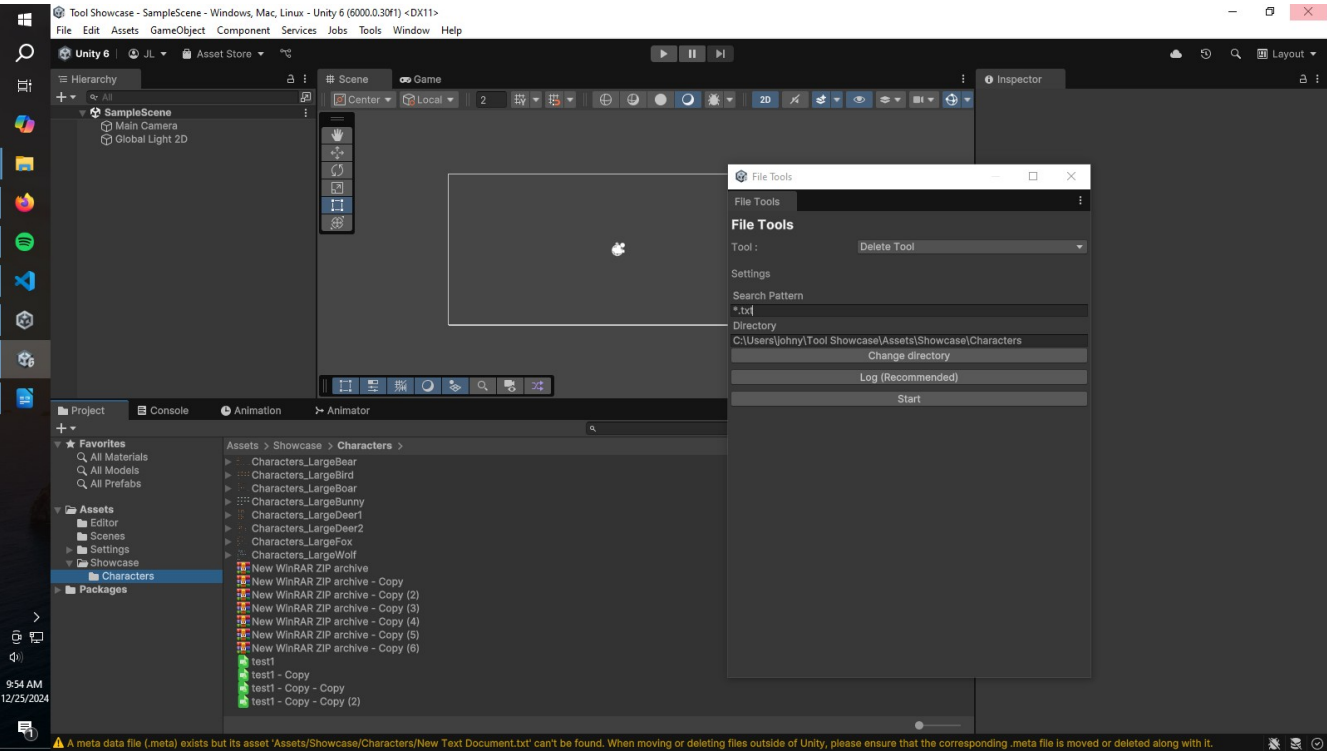 Tool Showcase - SampleScene - Windows, Mac, Linux - Unity 6 (6000.0.30f1) <DX11>
File Edit Assets GameObject Component Services Jobs Tools Window Help
Unity 6 JL Asset Store Layout
Hierarchy
All
SampleScene
Main Camera
Global Light 2D
Scene Game
Center Local 2 2D
Inspector
File Tools
File Tools
File Tools
Tool : Delete Tool
Settings
Search Pattern
*.txt
Directory
C:\Users\johny\Tool Showcase\Assets\Showcase\Characters
Change directory
Log (Recommended)
Start
Project Console Animation Animator
Favorites
All Materials
All Models
All Prefabs
Assets
Editor
Scenes
Settings
Showcase
Characters
Packages
Assets > Showcase > Characters >
Characters_LargeBear
Characters_LargeBird
Characters_LargeBoar
Characters_LargeBunny
Characters_LargeDeer1
Characters_LargeDeer2
Characters_LargeFox
Characters_LargeWolf
New WinRAR ZIP archive
New WinRAR ZIP archive - Copy
New WinRAR ZIP archive - Copy (2)
New WinRAR ZIP archive - Copy (3)
New WinRAR ZIP archive - Copy (4)
New WinRAR ZIP archive - Copy (5)
New WinRAR ZIP archive - Copy (6)
test1
test1 - Copy
test1 - Copy - Copy
test1 - Copy - Copy (2)
9:54 AM
12/25/2024
1
A meta data file (.meta) exists but its asset 'Assets/Showcase/Characters/New Text Document.txt' can't be found. When moving or deleting files outside of Unity, please ensure that the corresponding .meta file is moved or deleted along with it.